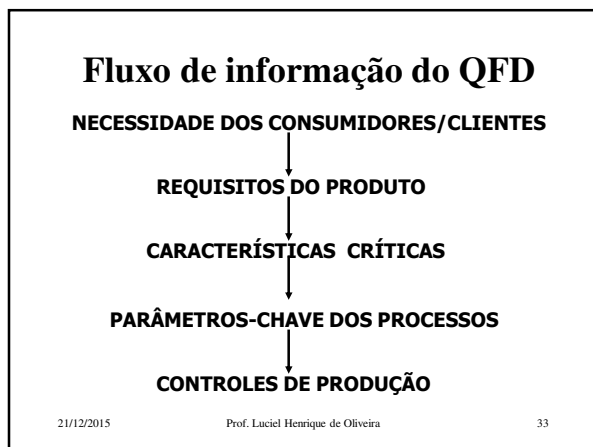 Fluxo de informação do QFD
NECESSIDADE DOS CONSUMIDORES/CLIENTES
REQUISITOS DO PRODUTO
CARACTERÍSTICAS CRÍTICAS
PARÂMETROS-CHAVE DOS PROCESSOS
CONTROLES DE PRODUÇÃO
21/12/2015 Prof. Luciel Henrique de Oliveira 33